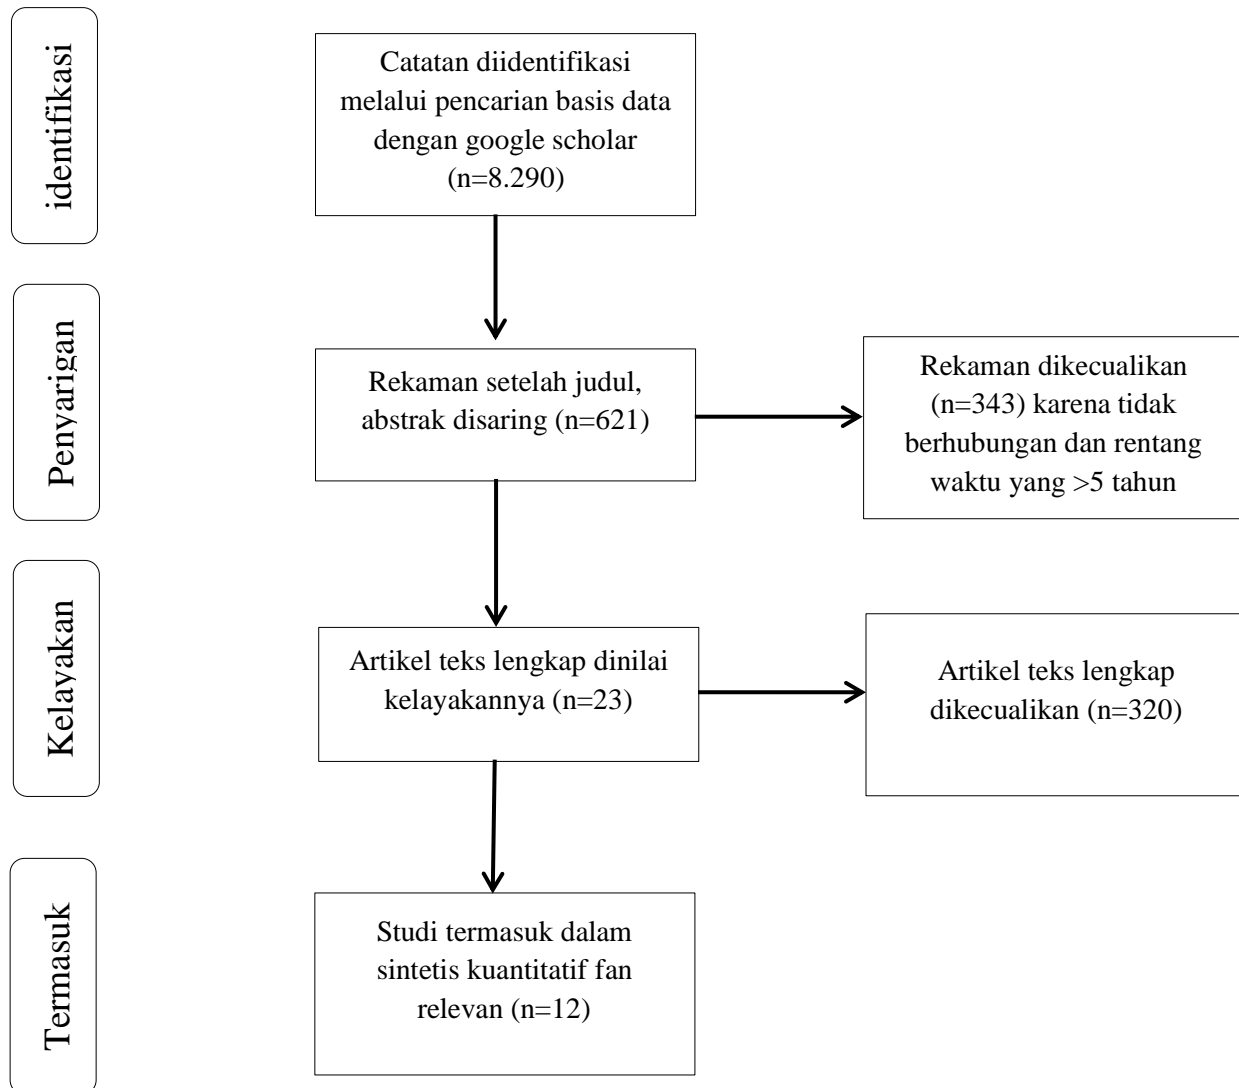 identifikasi
Catatan diidentifikasi
melalui pencarian basis data
dengan google scholar
(n=8.290)
Penyarigan
Rekaman setelah judul,
abstrak disaring (n=621)
Rekaman dikecualikan
(n=343) karena tidak
berhubungan dan rentang
waktu yang >5 tahun
Kelayakan
Artikel teks lengkap dinilai
kelayakannya (n=23)
Artikel teks lengkap
dikecualikan (n=320)
Termasuk
Studi termasuk dalam
sintetis kuantitatif fan
relevan (n=12)